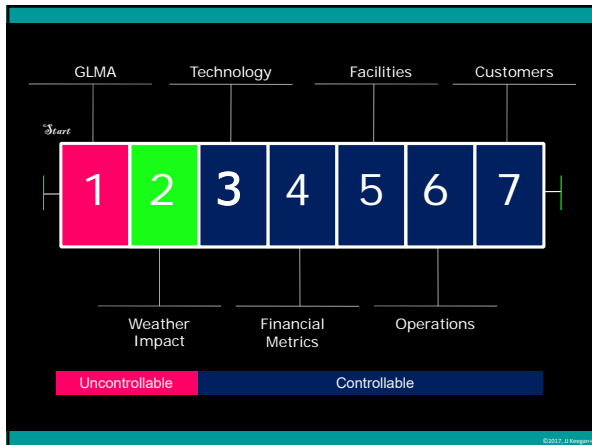 GLMA
Technology
Facilities
Customers
Start
1 2 3 4 5 6 7
Weather
Impact
Financial
Metrics
Operations
Uncontrollable
Controllable
©2017, JJ Keegan+